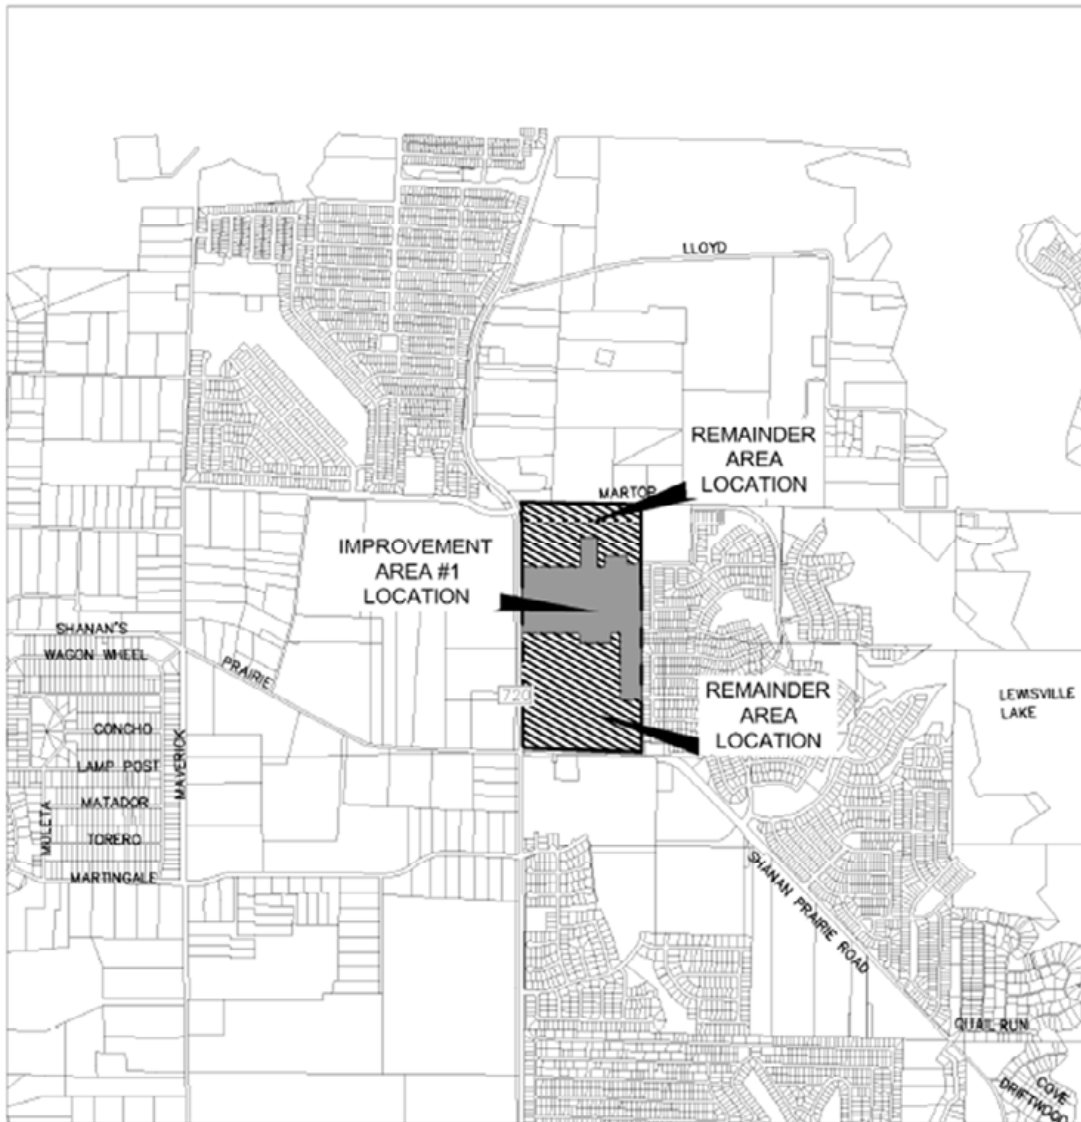 LLOYD
REMAINDER
AREA
LOCATION
MARTOP
IMPROVEMENT
AREA #1
LOCATION
SHANAN'S
WAGON WHEEL
PRAIRIE
720
REMAINDER
AREA
LOCATION
LEWISVILLE
LAKE
CONCHO
MAVERICK
LAMP POST
MATADOR
MULETA
TORERO
MARTINGALE
SHANAN PRAIRIE ROAD
QUAIL RUN
COVE
DRIFTWOOD